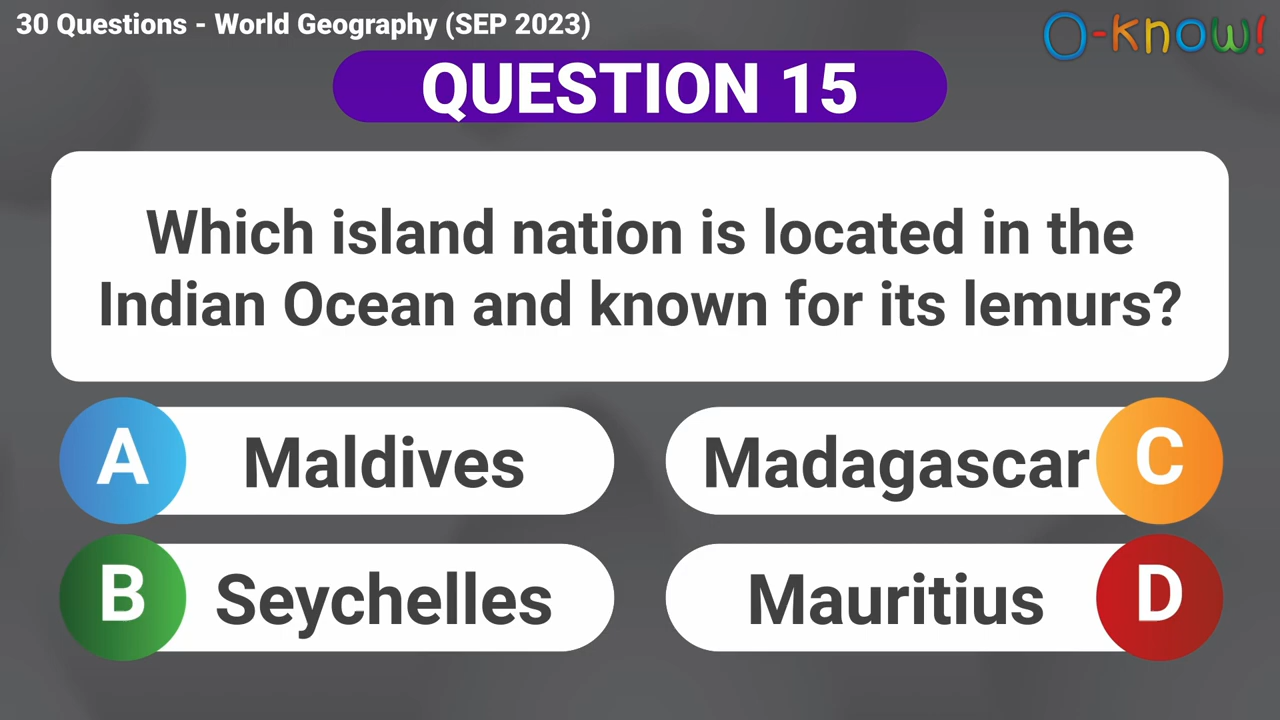 30 Questions - World Geography (SEP 2023)
O-know!
QUESTION 15
Which island nation is located in the
Indian Ocean and known for its lemurs?
A Maldives
Madagascar C
B Seychelles
Mauritius D